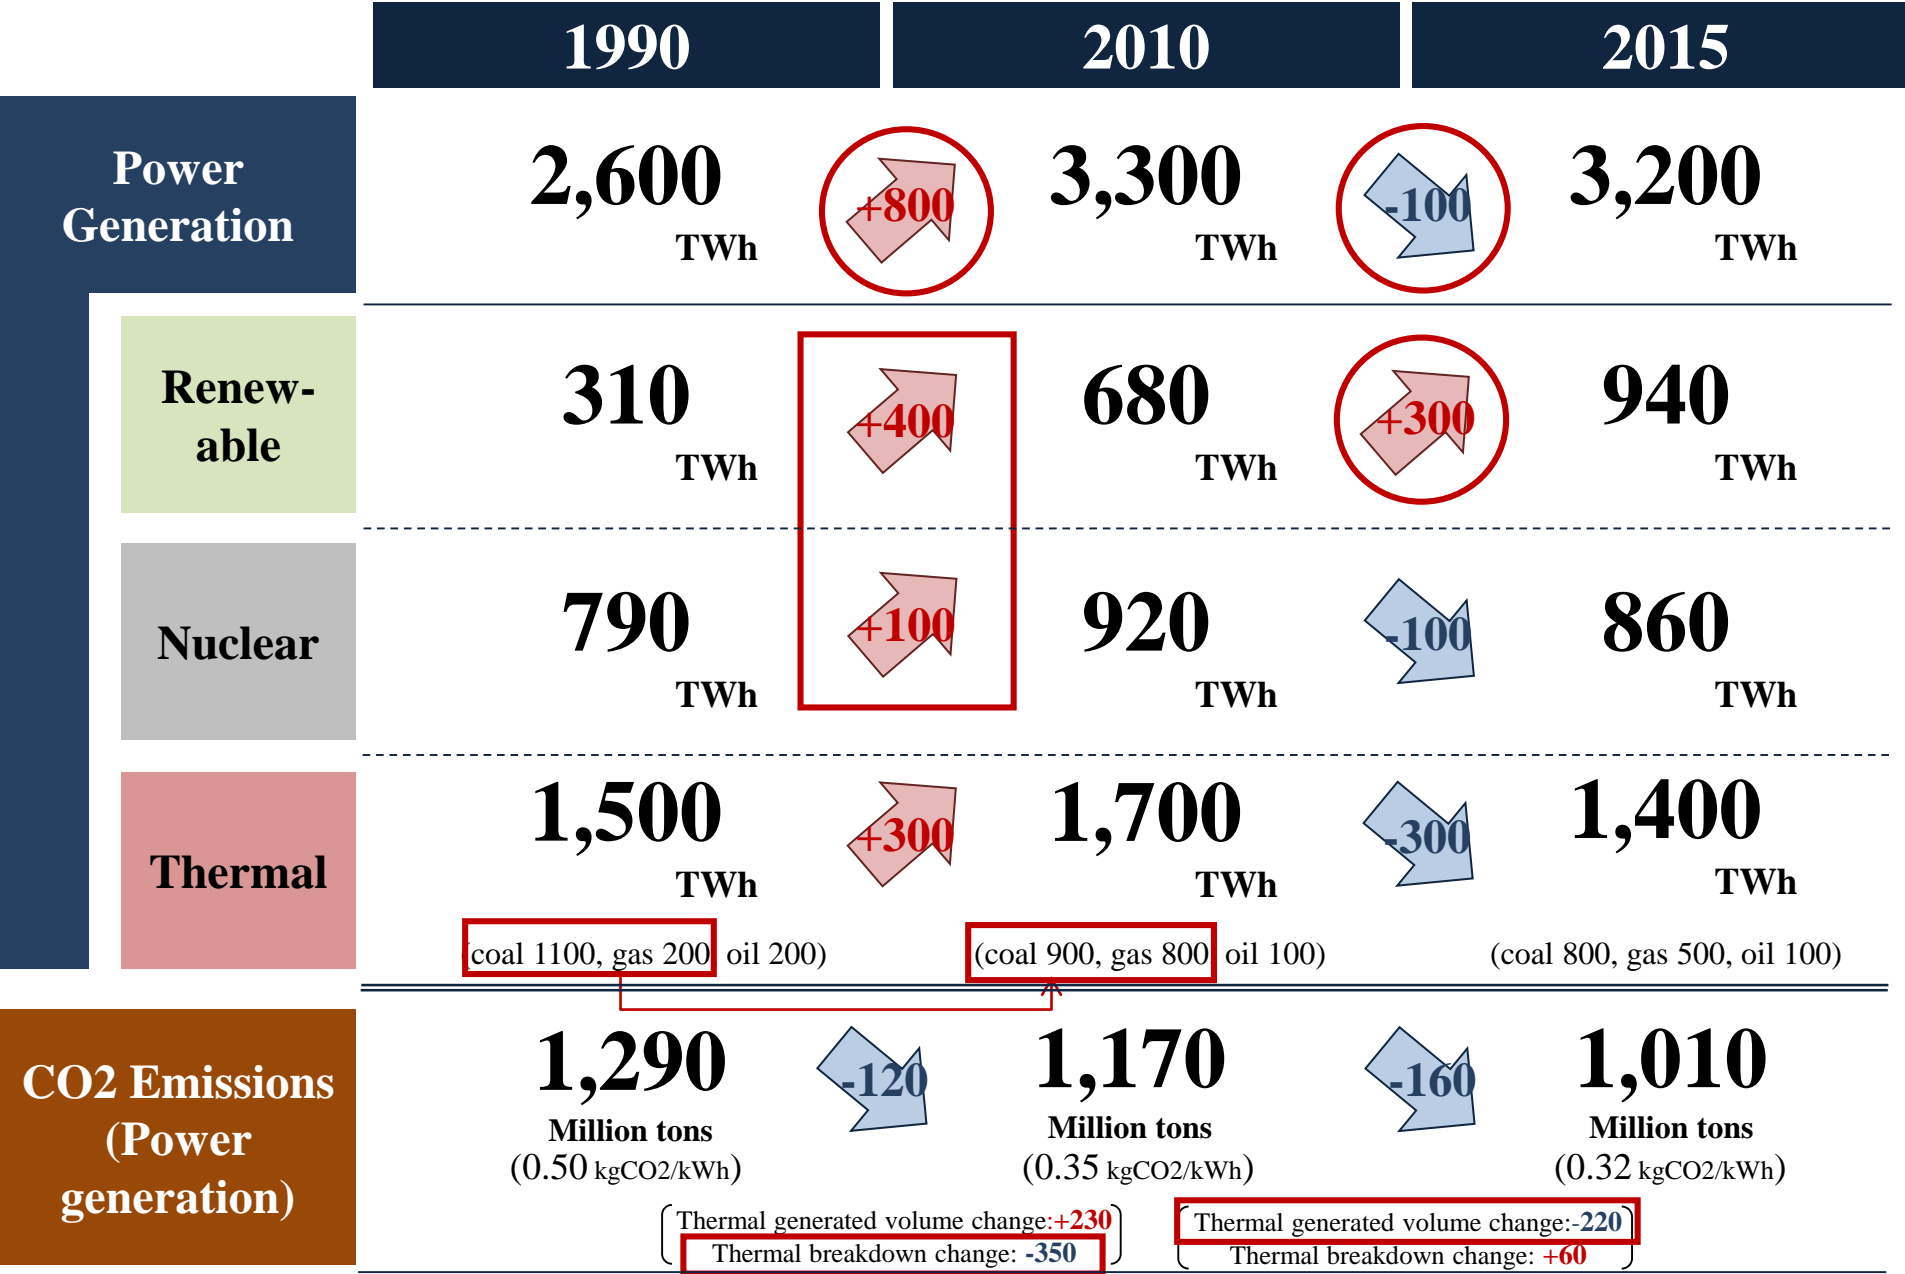 1990
2010
2015
Power
Generation
2,600
TWh
+800
3,300
TWh
-100
3,200
TWh
Renew-
able
310
TWh
+400
680
TWh
+300
940
TWh
Nuclear
790
TWh
+100
920
TWh
-100
860
TWh
Thermal
1,500
TWh
+300
1,700
TWh
-300
1,400
TWh
(coal 1100, gas 200, oil 200)
(coal 900, gas 800, oil 100)
(coal 800, gas 500, oil 100)
CO2 Emissions
(Power
generation)
1,290
Million tons
(0.50 kgCO2/kWh)
-120
1,170
Million tons
(0.35 kgCO2/kWh)
-160
1,010
Million tons
(0.32 kgCO2/kWh)
Thermal generated volume change:+230
Thermal breakdown change: -350
Thermal generated volume change:-220
Thermal breakdown change: +60